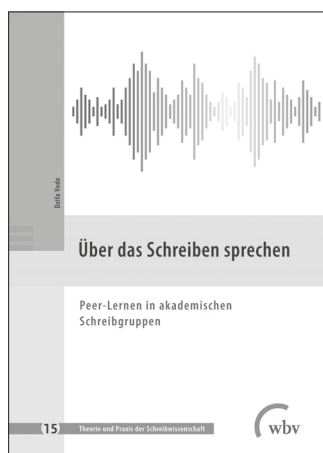 Dzifa Vode
Über das Schreiben sprechen
Peer-Lernen in akademischen
Schreibgruppen
(15) Theorie und Praxis der Schreibwissenschaft
wbv